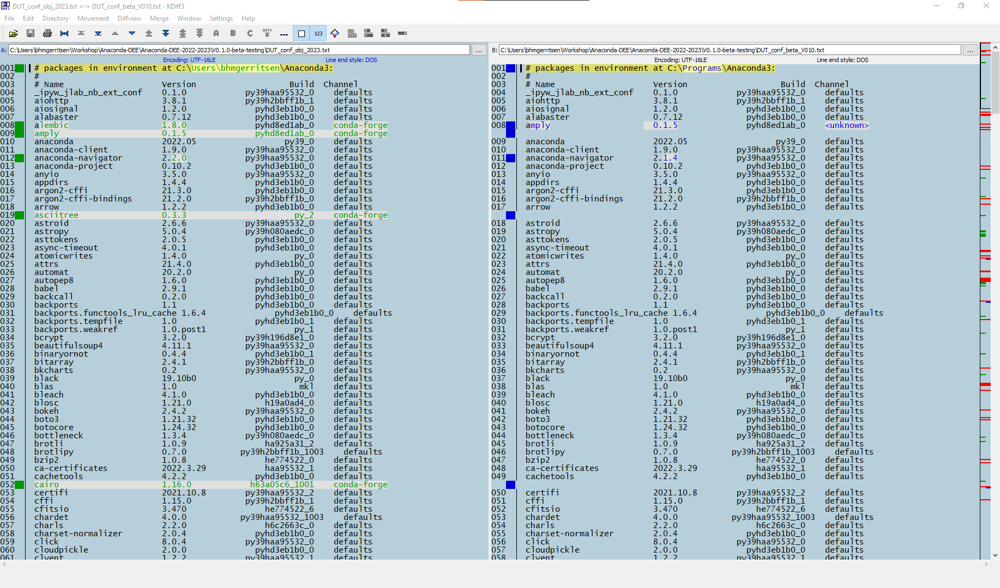 DUT_conf_obj_2023.txt <-> DUT_conf_beta_V010.txt - KDiff3
File Edit Directory Movement Diffview Merge Window Settings Help
A B C AUTO 123
A: C:\Users\bhmgerritsen\Workshop\Anaconda-DEE\Anaconda-DEE-2022-2023\V0.1.0-beta-testing\DUT_conf_obj_2023.txt ...
Encoding: UTF-16LE Line end style: DOS
001 # packages in environment at C:\Users\bhmgerritsen\Anaconda3:
002 #
003 # Name Version Build Channel
004 _ipyw_jlab_nb_ext_conf 0.1.0 py39haa95532_0 defaults
005 aiohttp 3.8.1 py39h2bbff1b_1 defaults
006 aiosignal 1.2.0 pyhd3eb1b0_0 defaults
007 alabaster 0.7.12 pyhd3eb1b0_0 defaults
008 alembic 1.8.0 pyhd8ed1ab_0 conda-forge
009 amply 0.1.5 pyhd8ed1ab_0 conda-forge
010 anaconda 2022.05 py39_0 defaults
011 anaconda-client 1.9.0 py39haa95532_0 defaults
012 anaconda-navigator 2.2.0 py39haa95532_0 defaults
013 anaconda-project 0.10.2 pyhd3eb1b0_0 defaults
014 anyio 3.5.0 py39haa95532_0 defaults
015 appdirs 1.4.4 pyhd3eb1b0_0 defaults
016 argon2-cffi 21.3.0 pyhd3eb1b0_0 defaults
017 argon2-cffi-bindings 21.2.0 py39h2bbff1b_0 defaults
018 arrow 1.2.2 pyhd3eb1b0_0 defaults
019 asciitree 0.3.3 py_2 conda-forge
020 astroid 2.6.6 py39haa95532_0 defaults
021 astropy 5.0.4 py39h080aedc_0 defaults
022 asttokens 2.0.5 pyhd3eb1b0_0 defaults
023 async-timeout 4.0.1 pyhd3eb1b0_0 defaults
024 atomicwrites 1.4.0 py_0 defaults
025 attrs 21.4.0 pyhd3eb1b0_0 defaults
026 automat 20.2.0 py_0 defaults
027 autopep8 1.6.0 pyhd3eb1b0_0 defaults
028 babel 2.9.1 pyhd3eb1b0_0 defaults
029 backcall 0.2.0 pyhd3eb1b0_0 defaults
030 backports 1.1 pyhd3eb1b0_0 defaults
031 backports.functools_lru_cache 1.6.4 pyhd3eb1b0_0 defaults
032 backports.tempfile 1.0 pyhd3eb1b0_1 defaults
033 backports.weakref 1.0.post1 py_1 defaults
034 bcrypt 3.2.0 py39h196d8e1_0 defaults
035 beautifulsoup4 4.11.1 py39haa95532_0 defaults
036 binaryornot 0.4.4 pyhd3eb1b0_1 defaults
037 bitarray 2.4.1 py39h2bbff1b_0 defaults
038 bkcharts 0.2 py39haa95532_0 defaults
039 black 19.10b0 py_0 defaults
040 blas 1.0 mkl defaults
041 bleach 4.1.0 pyhd3eb1b0_0 defaults
042 blosc 1.21.0 h19a0ad4_0 defaults
043 bokeh 2.4.2 py39haa95532_0 defaults
044 boto3 1.21.32 pyhd3eb1b0_0 defaults
045 botocore 1.24.32 pyhd3eb1b0_0 defaults
046 bottleneck 1.3.4 py39h080aedc_0 defaults
047 brotli 1.0.9 ha925a31_2 defaults
048 brotlipy 0.7.0 py39h2bbff1b_1003 defaults
049 bzip2 1.0.8 he774522_0 defaults
050 ca-certificates 2022.3.29 haa95532_1 defaults
051 cachetools 4.2.2 pyhd3eb1b0_0 defaults
052 cairo 1.16.0 h63a05c6_1001 conda-forge
053 certifi 2021.10.8 py39haa95532_2 defaults
054 cffi 1.15.0 py39h2bbff1b_1 defaults
055 cfitsio 3.470 he774522_6 defaults
056 chardet 4.0.0 py39haa95532_1003 defaults
057 charls 2.2.0 h6c2663c_0 defaults
058 charset-normalizer 2.0.4 pyhd3eb1b0_0 defaults
059 click 8.0.4 py39haa95532_0 defaults
060 cloudpickle 2.0.0 pyhd3eb1b0_0 defaults
061 clyent 1.2.2 py39haa95532_1 defaults
B: C:\Users\bhmgerritsen\Workshop\Anaconda-DEE\Anaconda-DEE-2022-2023\V0.1.0-beta-testing\DUT_conf_beta_V010.txt ...
Encoding: UTF-16LE Line end style: DOS
001 # packages in environment at C:\Programs\Anaconda3:
002 #
003 # Name Version Build Channel
004 _ipyw_jlab_nb_ext_conf 0.1.0 py39haa95532_0 defaults
005 aiohttp 3.8.1 py39h2bbff1b_1 defaults
006 aiosignal 1.2.0 pyhd3eb1b0_0 defaults
007 alabaster 0.7.12 pyhd3eb1b0_0 defaults
008 amply 0.1.5 pyhd8ed1ab_0 <unknown>
009 anaconda 2022.05 py39_0 defaults
010 anaconda-client 1.9.0 py39haa95532_0 defaults
011 anaconda-navigator 2.1.4 py39haa95532_0 defaults
012 anaconda-project 0.10.2 pyhd3eb1b0_0 defaults
013 anyio 3.5.0 py39haa95532_0 defaults
014 appdirs 1.4.4 pyhd3eb1b0_0 defaults
015 argon2-cffi 21.3.0 pyhd3eb1b0_0 defaults
016 argon2-cffi-bindings 21.2.0 py39h2bbff1b_0 defaults
017 arrow 1.2.2 pyhd3eb1b0_0 defaults
018 astroid 2.6.6 py39haa95532_0 defaults
019 astropy 5.0.4 py39h080aedc_0 defaults
020 asttokens 2.0.5 pyhd3eb1b0_0 defaults
021 async-timeout 4.0.1 pyhd3eb1b0_0 defaults
022 atomicwrites 1.4.0 py_0 defaults
023 attrs 21.4.0 pyhd3eb1b0_0 defaults
024 automat 20.2.0 py_0 defaults
025 autopep8 1.6.0 pyhd3eb1b0_0 defaults
026 babel 2.9.1 pyhd3eb1b0_0 defaults
027 backcall 0.2.0 pyhd3eb1b0_0 defaults
028 backports 1.1 pyhd3eb1b0_0 defaults
029 backports.functools_lru_cache 1.6.4 pyhd3eb1b0_0 defaults
030 backports.tempfile 1.0 pyhd3eb1b0_1 defaults
031 backports.weakref 1.0.post1 py_1 defaults
032 bcrypt 3.2.0 py39h196d8e1_0 defaults
033 beautifulsoup4 4.11.1 py39haa95532_0 defaults
034 binaryornot 0.4.4 pyhd3eb1b0_1 defaults
035 bitarray 2.4.1 py39h2bbff1b_0 defaults
036 bkcharts 0.2 py39haa95532_0 defaults
037 black 19.10b0 py_0 defaults
038 blas 1.0 mkl defaults
039 bleach 4.1.0 pyhd3eb1b0_0 defaults
040 blosc 1.21.0 h19a0ad4_0 defaults
041 bokeh 2.4.2 py39haa95532_0 defaults
042 boto3 1.21.32 pyhd3eb1b0_0 defaults
043 botocore 1.24.32 pyhd3eb1b0_0 defaults
044 bottleneck 1.3.4 py39h080aedc_0 defaults
045 brotli 1.0.9 ha925a31_2 defaults
046 brotlipy 0.7.0 py39h2bbff1b_1003 defaults
047 bzip2 1.0.8 he774522_0 defaults
048 ca-certificates 2022.3.29 haa95532_1 defaults
049 cachetools 4.2.2 pyhd3eb1b0_0 defaults
050 certifi 2021.10.8 py39haa95532_2 defaults
051 cffi 1.15.0 py39h2bbff1b_1 defaults
052 cfitsio 3.470 he774522_6 defaults
053 chardet 4.0.0 py39haa95532_1003 defaults
054 charls 2.2.0 h6c2663c_0 defaults
055 charset-normalizer 2.0.4 pyhd3eb1b0_0 defaults
056 click 8.0.4 py39haa95532_0 defaults
057 cloudpickle 2.0.0 pyhd3eb1b0_0 defaults
058 clyent 1.2.2 py39haa95532_1 defaults